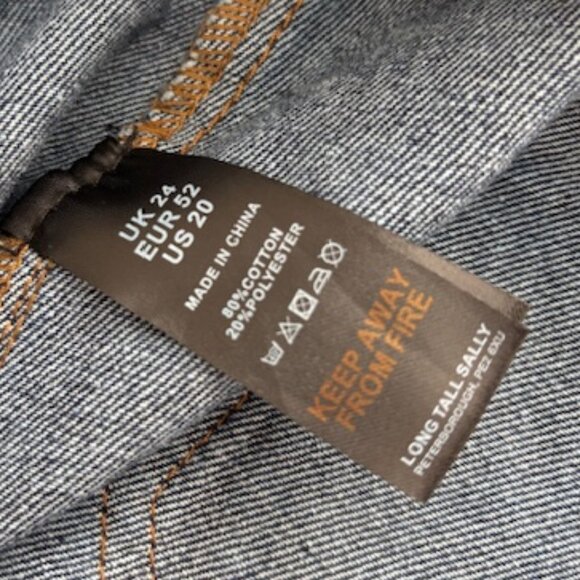 UK 24
EUR 52
US 20
MADE IN CHINA
80%COTTON
20%POLYESTER
KEEP AWAY
FROM FIRE
LONG TALL SALLY
PETERBOROUGH, PE2 6XU